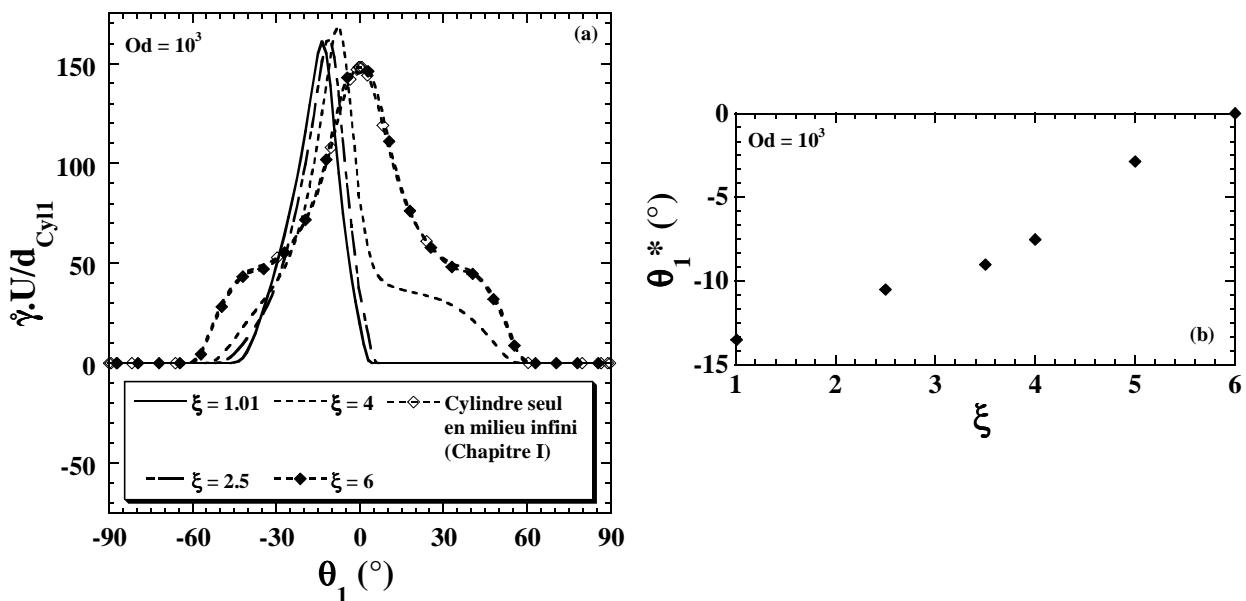 Od = 10³
(a)
γ̊.U/d_Cyl1
150
100
50
0
-50
ξ = 1.01
ξ = 4
Cylindre seul
en milieu infini
(Chapitre I)
ξ = 2.5
ξ = 6
-90
-60
-30
0
30
60
90
θ_1 (°)
Od = 10³
θ_1* (°)
0
-5
-10
-15
(b)
1
2
3
4
5
6
ξ